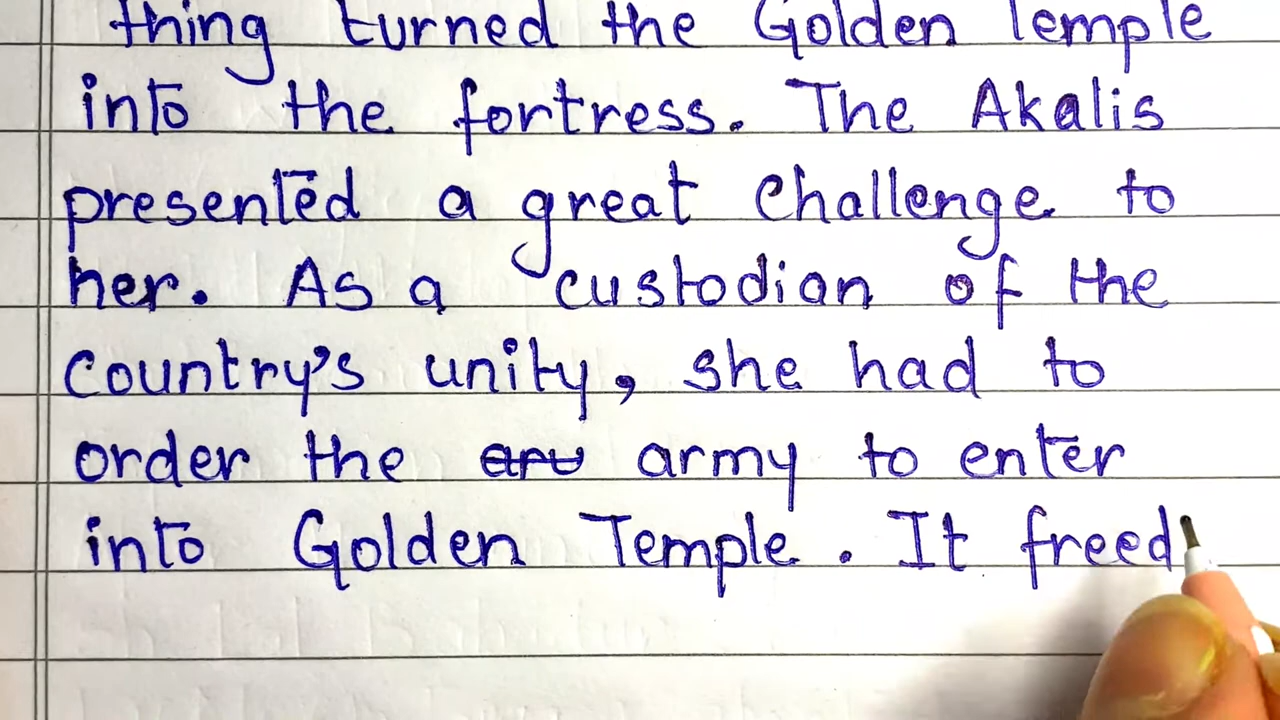 thing turned the Golden Temple
into the fortress. The Akalis
presented a great challenge to
her. As a custodian of the
country's unity, she had to
order the aru army to enter
into Golden Temple. It freed